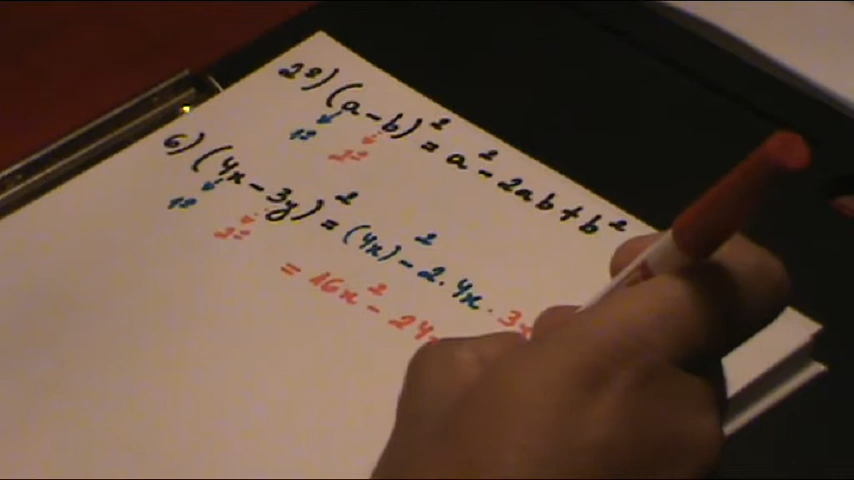 2º) (a-b)² = a² - 2ab + b²
1º 2º
6) (4x - 3y)² = (4x)² - 2.4x.3
1º 2º
= 16x² - 24